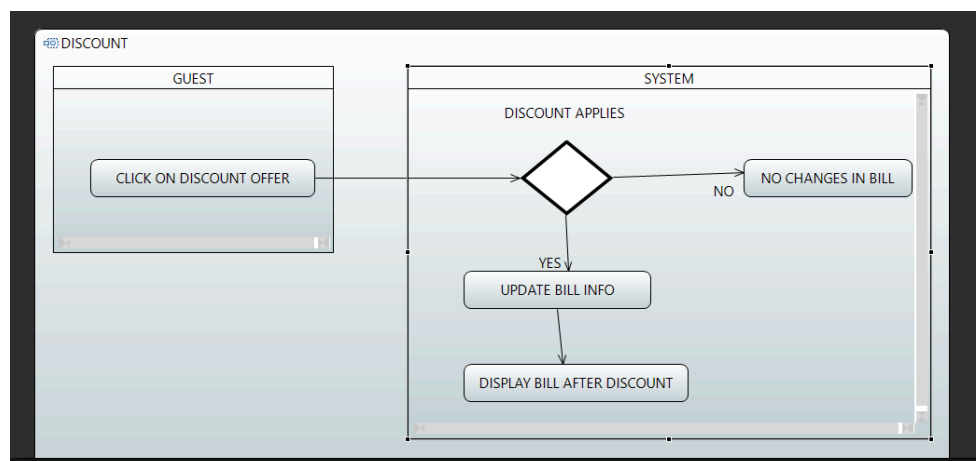 DISCOUNT
GUEST
SYSTEM
DISCOUNT APPLIES
CLICK ON DISCOUNT OFFER
NO CHANGES IN BILL
NO
YES
UPDATE BILL INFO
DISPLAY BILL AFTER DISCOUNT